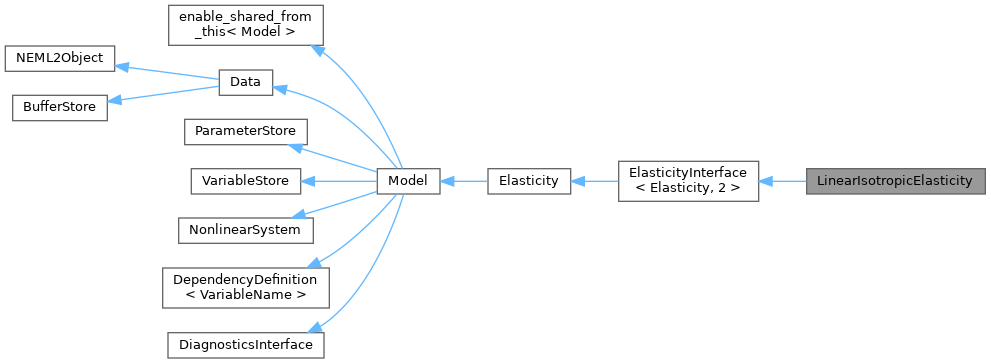 enable_shared_from
_this< Model >
NEML2Object
Data
BufferStore
ParameterStore
VariableStore
Model
Elasticity
ElasticityInterface
< Elasticity, 2 >
LinearIsotropicElasticity
NonlinearSystem
DependencyDefinition
< VariableName >
DiagnosticsInterface